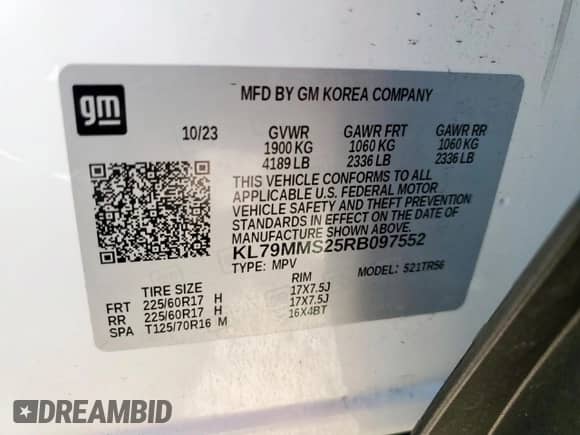 gm
MFD BY GM KOREA COMPANY
10/23 GVWR GAWR FRT GAWR RR
1900 KG 1060 KG 1060 KG
4189 LB 2336 LB 2336 LB
THIS VEHICLE CONFORMS TO ALL
APPLICABLE U.S. FEDERAL MOTOR
VEHICLE SAFETY AND THEFT PREVENTION
STANDARDS IN EFFECT ON THE DATE OF
MANUFACTURE SHOWN ABOVE.
KL79MMS25RB097552
TYPE: MPV MODEL: 521TR56
TIRE SIZE RIM
FRT 225/60R17 H 17X7.5J
RR 225/60R17 H 17X7.5J
SPA T125/70R16 M 16X4BT
DREAMBID